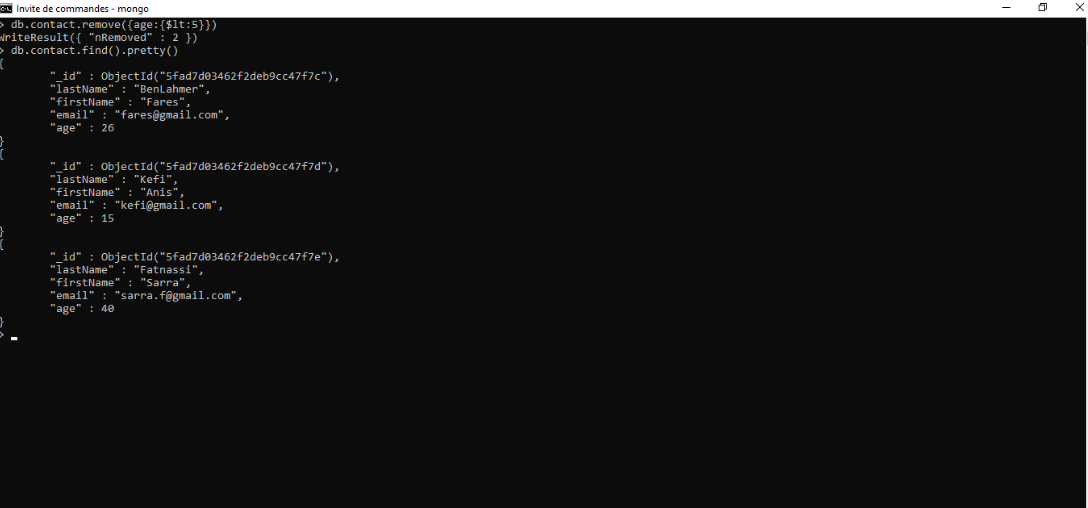 Invite de commandes - mongo
> db.contact.remove({age:{$lt:5}})
WriteResult({ "nRemoved" : 2 })
> db.contact.find().pretty()
{
"_id" : ObjectId("5fad7d03462f2deb9cc47f7c"),
"lastName" : "BenLahmer",
"firstName" : "Fares",
"email" : "fares@gmail.com",
"age" : 26
}
{
"_id" : ObjectId("5fad7d03462f2deb9cc47f7d"),
"lastName" : "Kefi",
"firstName" : "Anis",
"email" : "kefi@gmail.com",
"age" : 15
}
{
"_id" : ObjectId("5fad7d03462f2deb9cc47f7e"),
"lastName" : "Fatnassi",
"firstName" : "Sarra",
"email" : "sarra.f@gmail.com",
"age" : 40
}
>